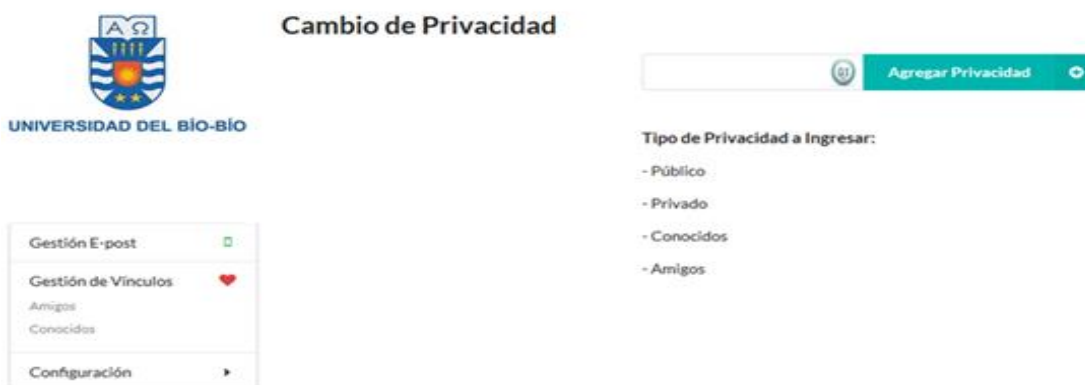 Cambio de Privacidad
ΑΩ
UNIVERSIDAD DEL BÍO-BÍO
Agregar Privacidad
Tipo de Privacidad a Ingresar:
- Público
- Privado
- Conocidos
- Amigos
Gestión E-post
Gestión de Vínculos
Amigos
Conocidos
Configuración